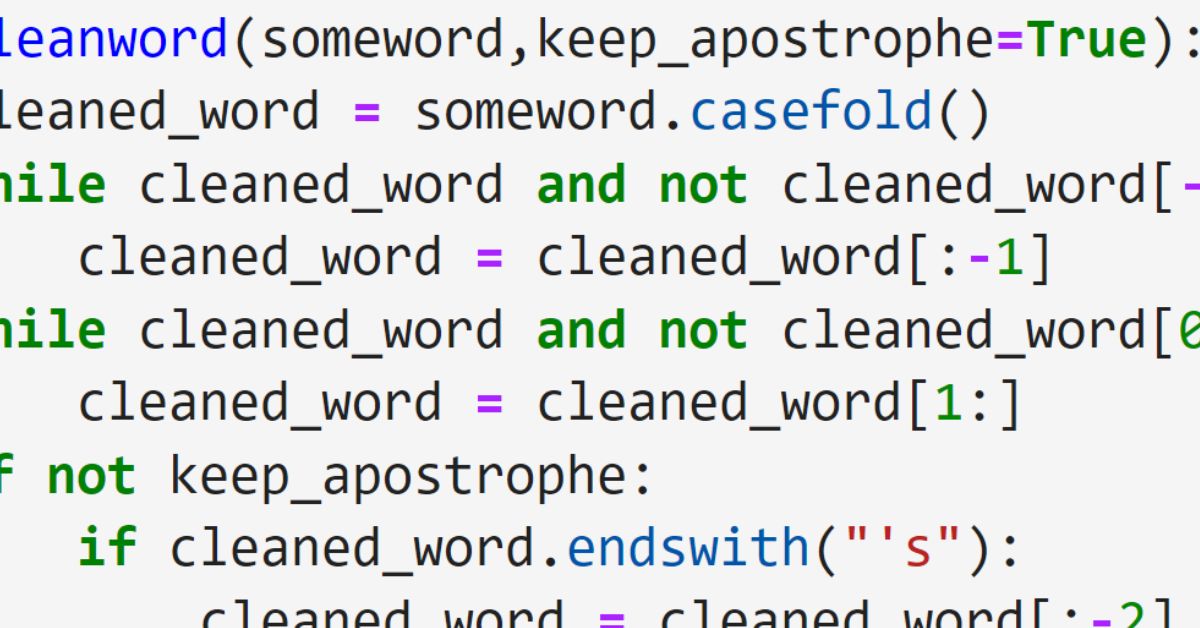 leanword(someword,keep_apostrophe=True):
leaned_word = someword.casefold()
hile cleaned_word and not cleaned_word[-
cleaned_word = cleaned_word[:-1]
hile cleaned_word and not cleaned_word[0
cleaned_word = cleaned_word[1:]
f not keep_apostrophe:
if cleaned_word.endswith("'s"):
cleaned_word = cleaned_word[:-2]